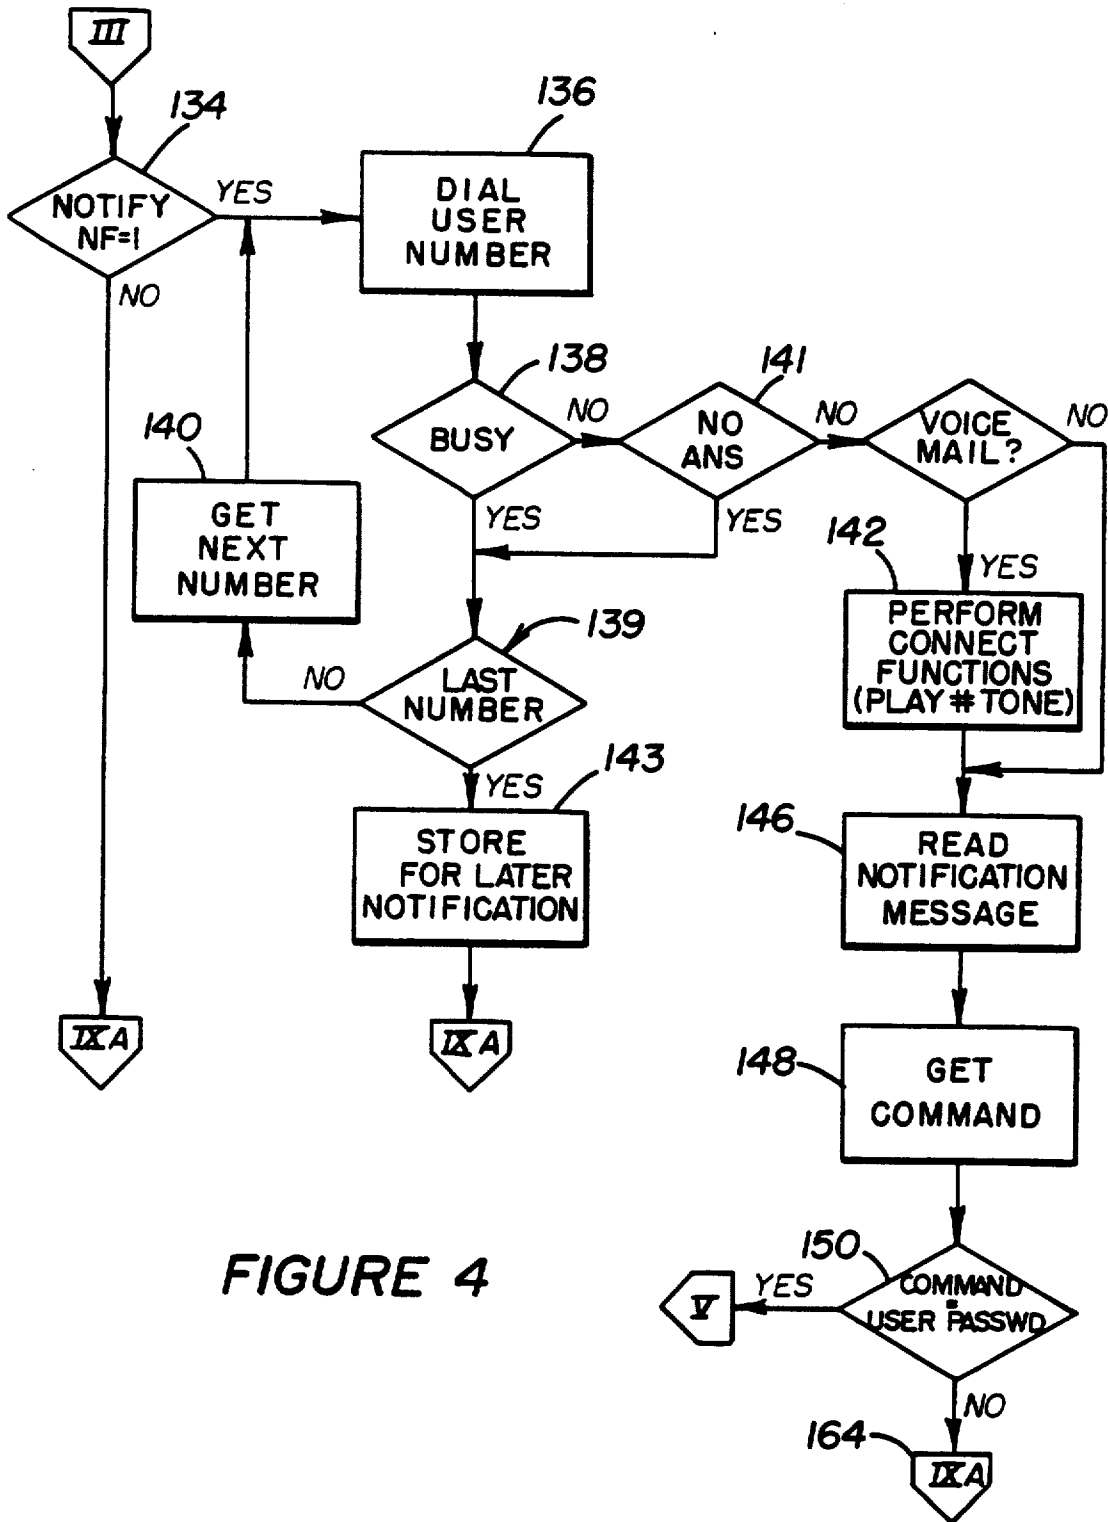 III
134
136
NOTIFY
NF=1
YES
DIAL
USER
NUMBER
NO
138
141
140
BUSY
NO
NO
ANS
NO
VOICE
MAIL?
NO
GET
NEXT
NUMBER
YES
YES
142
YES
139
PERFORM
CONNECT
FUNCTIONS
(PLAY # TONE)
NO
LAST
NUMBER
YES
143
STORE
FOR LATER
NOTIFICATION
146
READ
NOTIFICATION
MESSAGE
IXA
IXA
148
GET
COMMAND
FIGURE 4
150
YES
COMMAND
=
USER PASSWD
V
NO
164
IXA